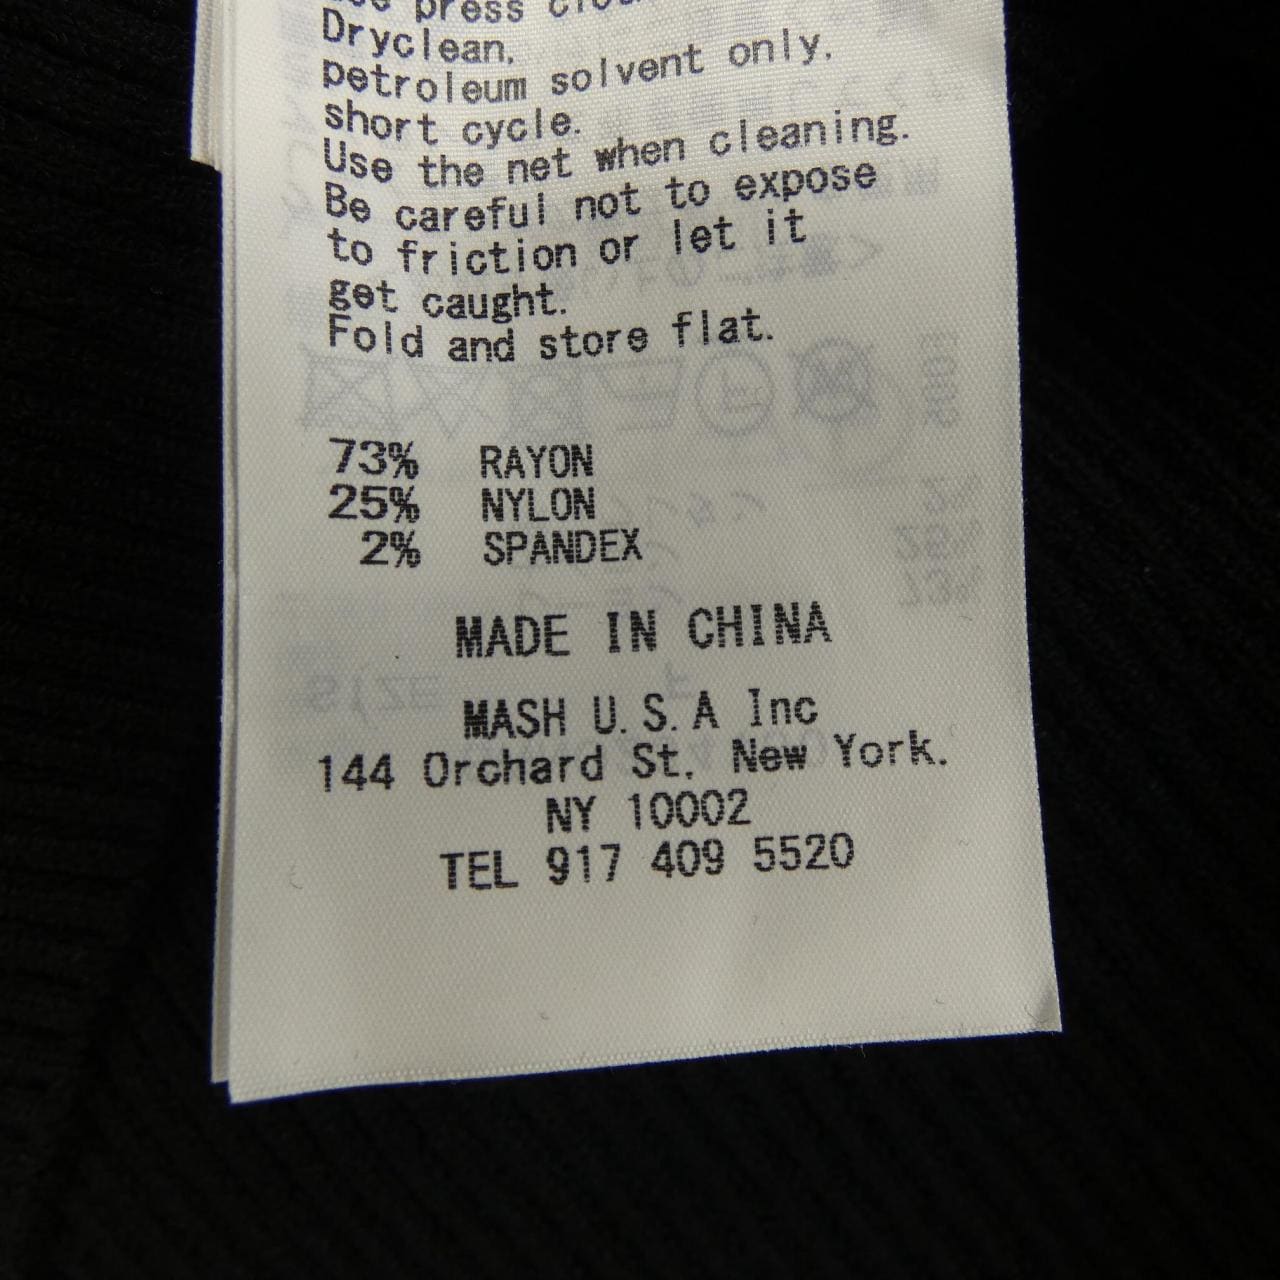 press
Dryclean,
petroleum solvent only,
short cycle.
Use the net when cleaning.
Be careful not to expose
to friction or let it
get caught.
Fold and store flat.
73% RAYON
25% NYLON
2% SPANDEX
MADE IN CHINA
MASH U.S.A Inc
144 Orchard St, New York.
NY 10002
TEL 917 409 5520